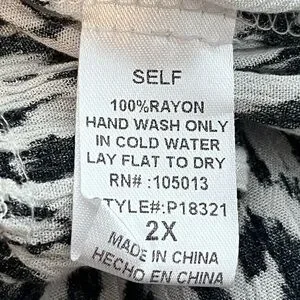 SELF
100%RAYON
HAND WASH ONLY
IN COLD WATER
LAY FLAT TO DRY
RN# :105013
STYLE#:P18321
2X
MADE IN CHINA
HECHO EN CHINA